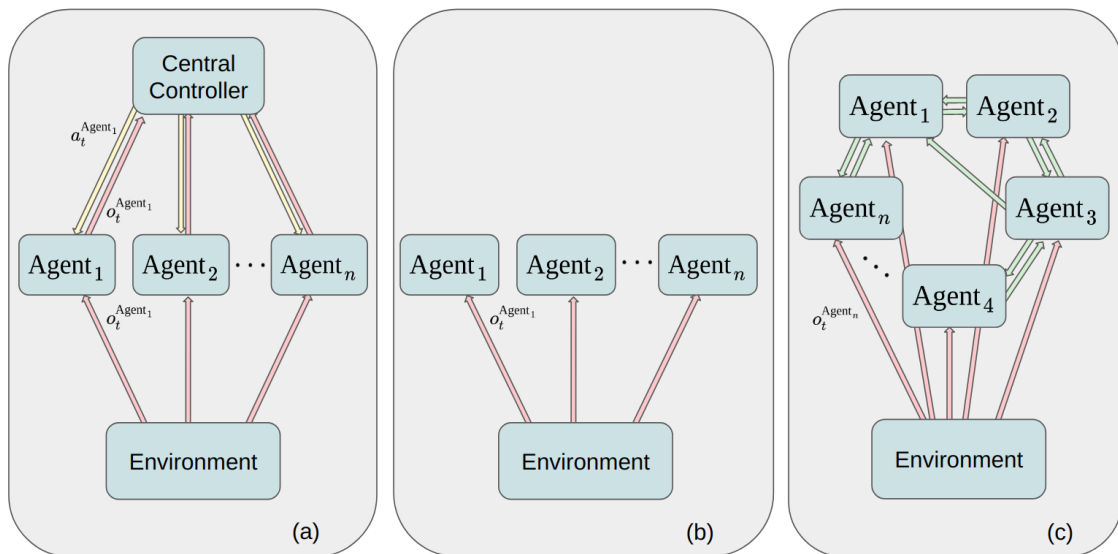 Central
Controller
a_t^{Agent_1}
o_t^{Agent_1}
Agent_1
Agent_2
...
Agent_n
o_t^{Agent_1}
Environment
(a)
Agent_1
Agent_2
...
Agent_n
o_t^{Agent_1}
Environment
(b)
Agent_1
Agent_2
Agent_n
Agent_3
...
Agent_4
o_t^{Agent_n}
Environment
(c)